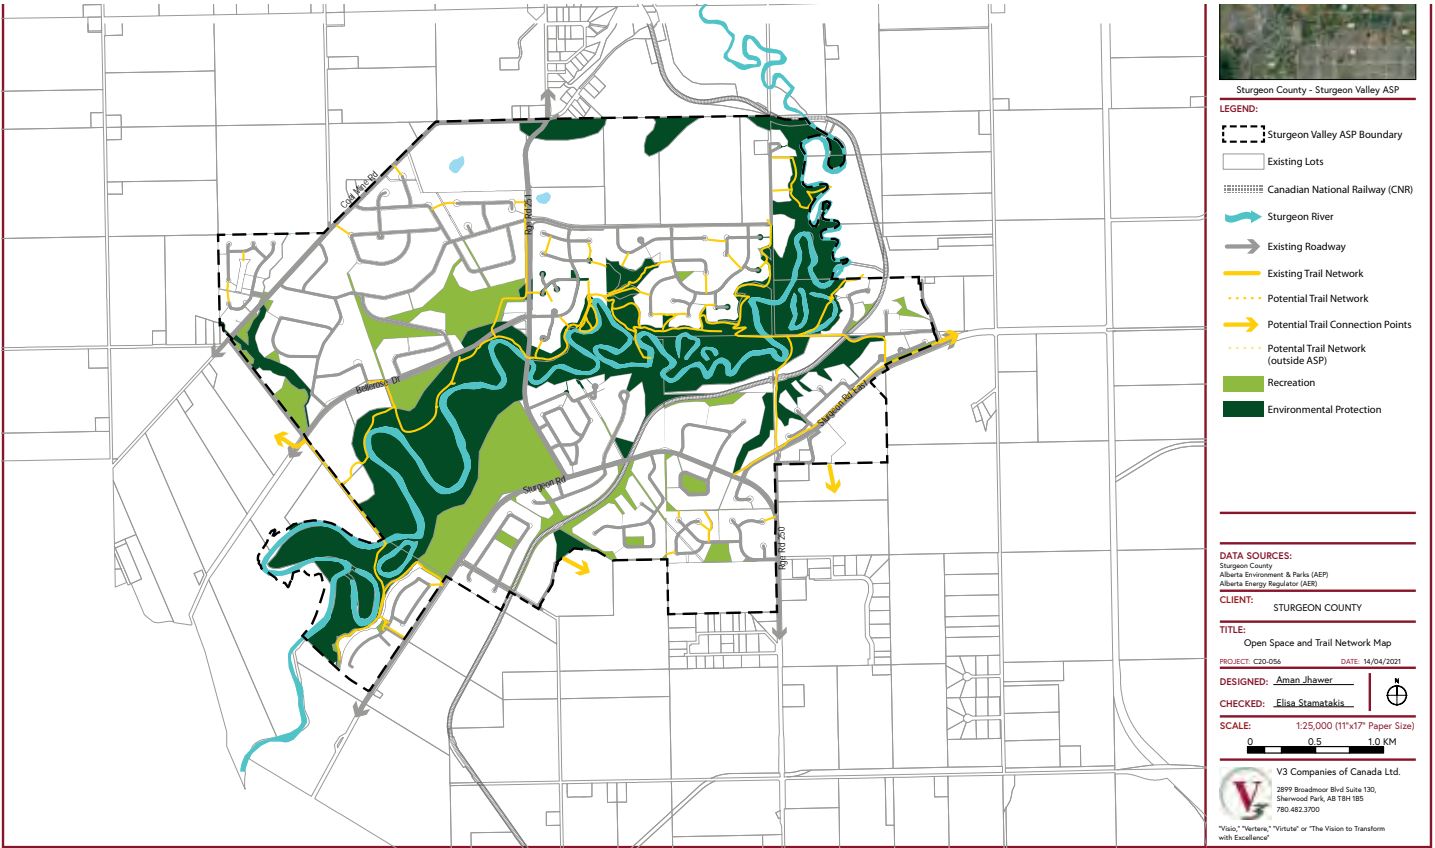 Coal Mine Rd
Rge Rd 251
Bellerose Dr
Sturgeon Rd East
Sturgeon Rd
Rge Rd 250
Sturgeon County - Sturgeon Valley ASP
LEGEND:
Sturgeon Valley ASP Boundary
Existing Lots
Canadian National Railway (CNR)
Sturgeon River
Existing Roadway
Existing Trail Network
Potential Trail Network
Potential Trail Connection Points
Potental Trail Network
(outside ASP)
Recreation
Environmental Protection
DATA SOURCES:
Sturgeon County
Alberta Environment & Parks (AEP)
Alberta Energy Regulator (AER)
CLIENT:
STURGEON COUNTY
TITLE:
Open Space and Trail Network Map
PROJECT: C20-056 DATE: 14/04/2021
DESIGNED: Aman Jhawer
N
CHECKED: Elisa Stamatakis
SCALE: 1:25,000 (11"x17" Paper Size)
0 0.5 1.0 KM
V3 Companies of Canada Ltd.
2899 Broadmoor Blvd Suite 130,
Sherwood Park, AB T8H 1B5
780.482.3700
V3
"Visio," "Vertere," "Virtute" or "The Vision to Transform
with Excellence"